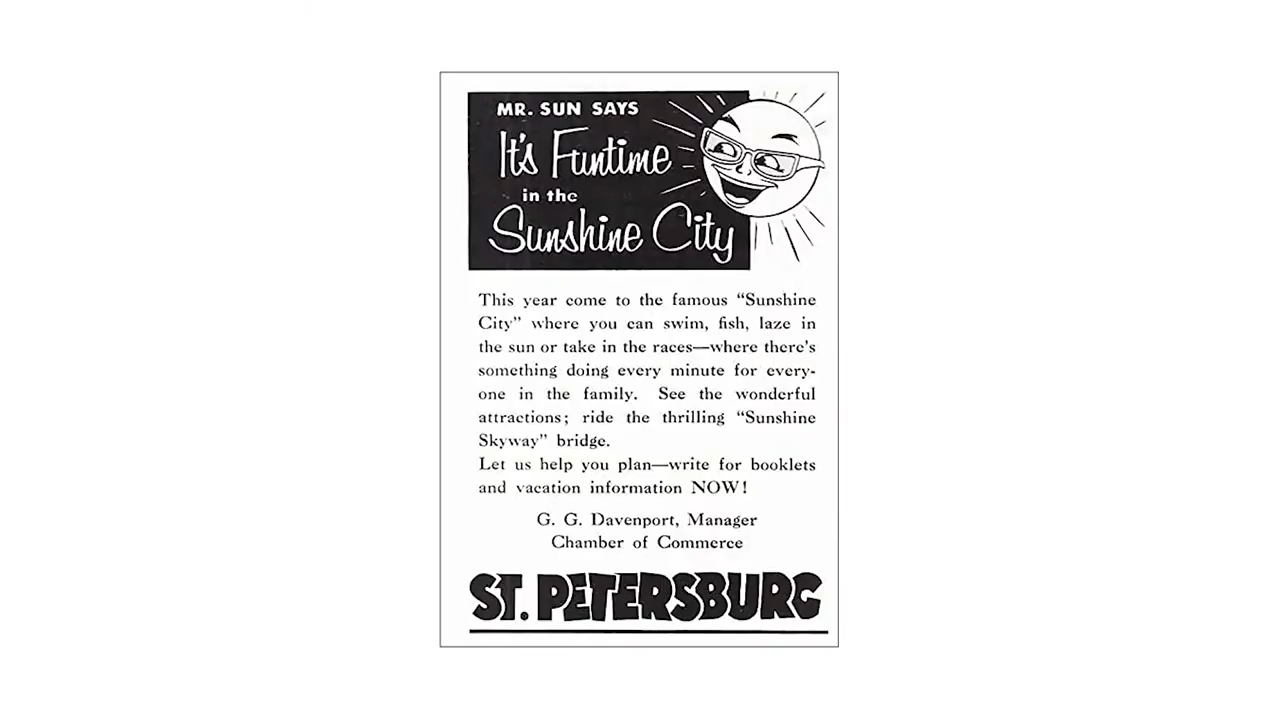 MR. SUN SAYS
It's Funtime
in the
Sunshine City
This year come to the famous “Sunshine
City” where you can swim, fish, laze in
the sun or take in the races—where there's
something doing every minute for every-
one in the family. See the wonderful
attractions; ride the thrilling “Sunshine
Skyway” bridge.
Let us help you plan—write for booklets
and vacation information NOW!
G. G. Davenport, Manager
Chamber of Commerce
ST. PETERSBURG